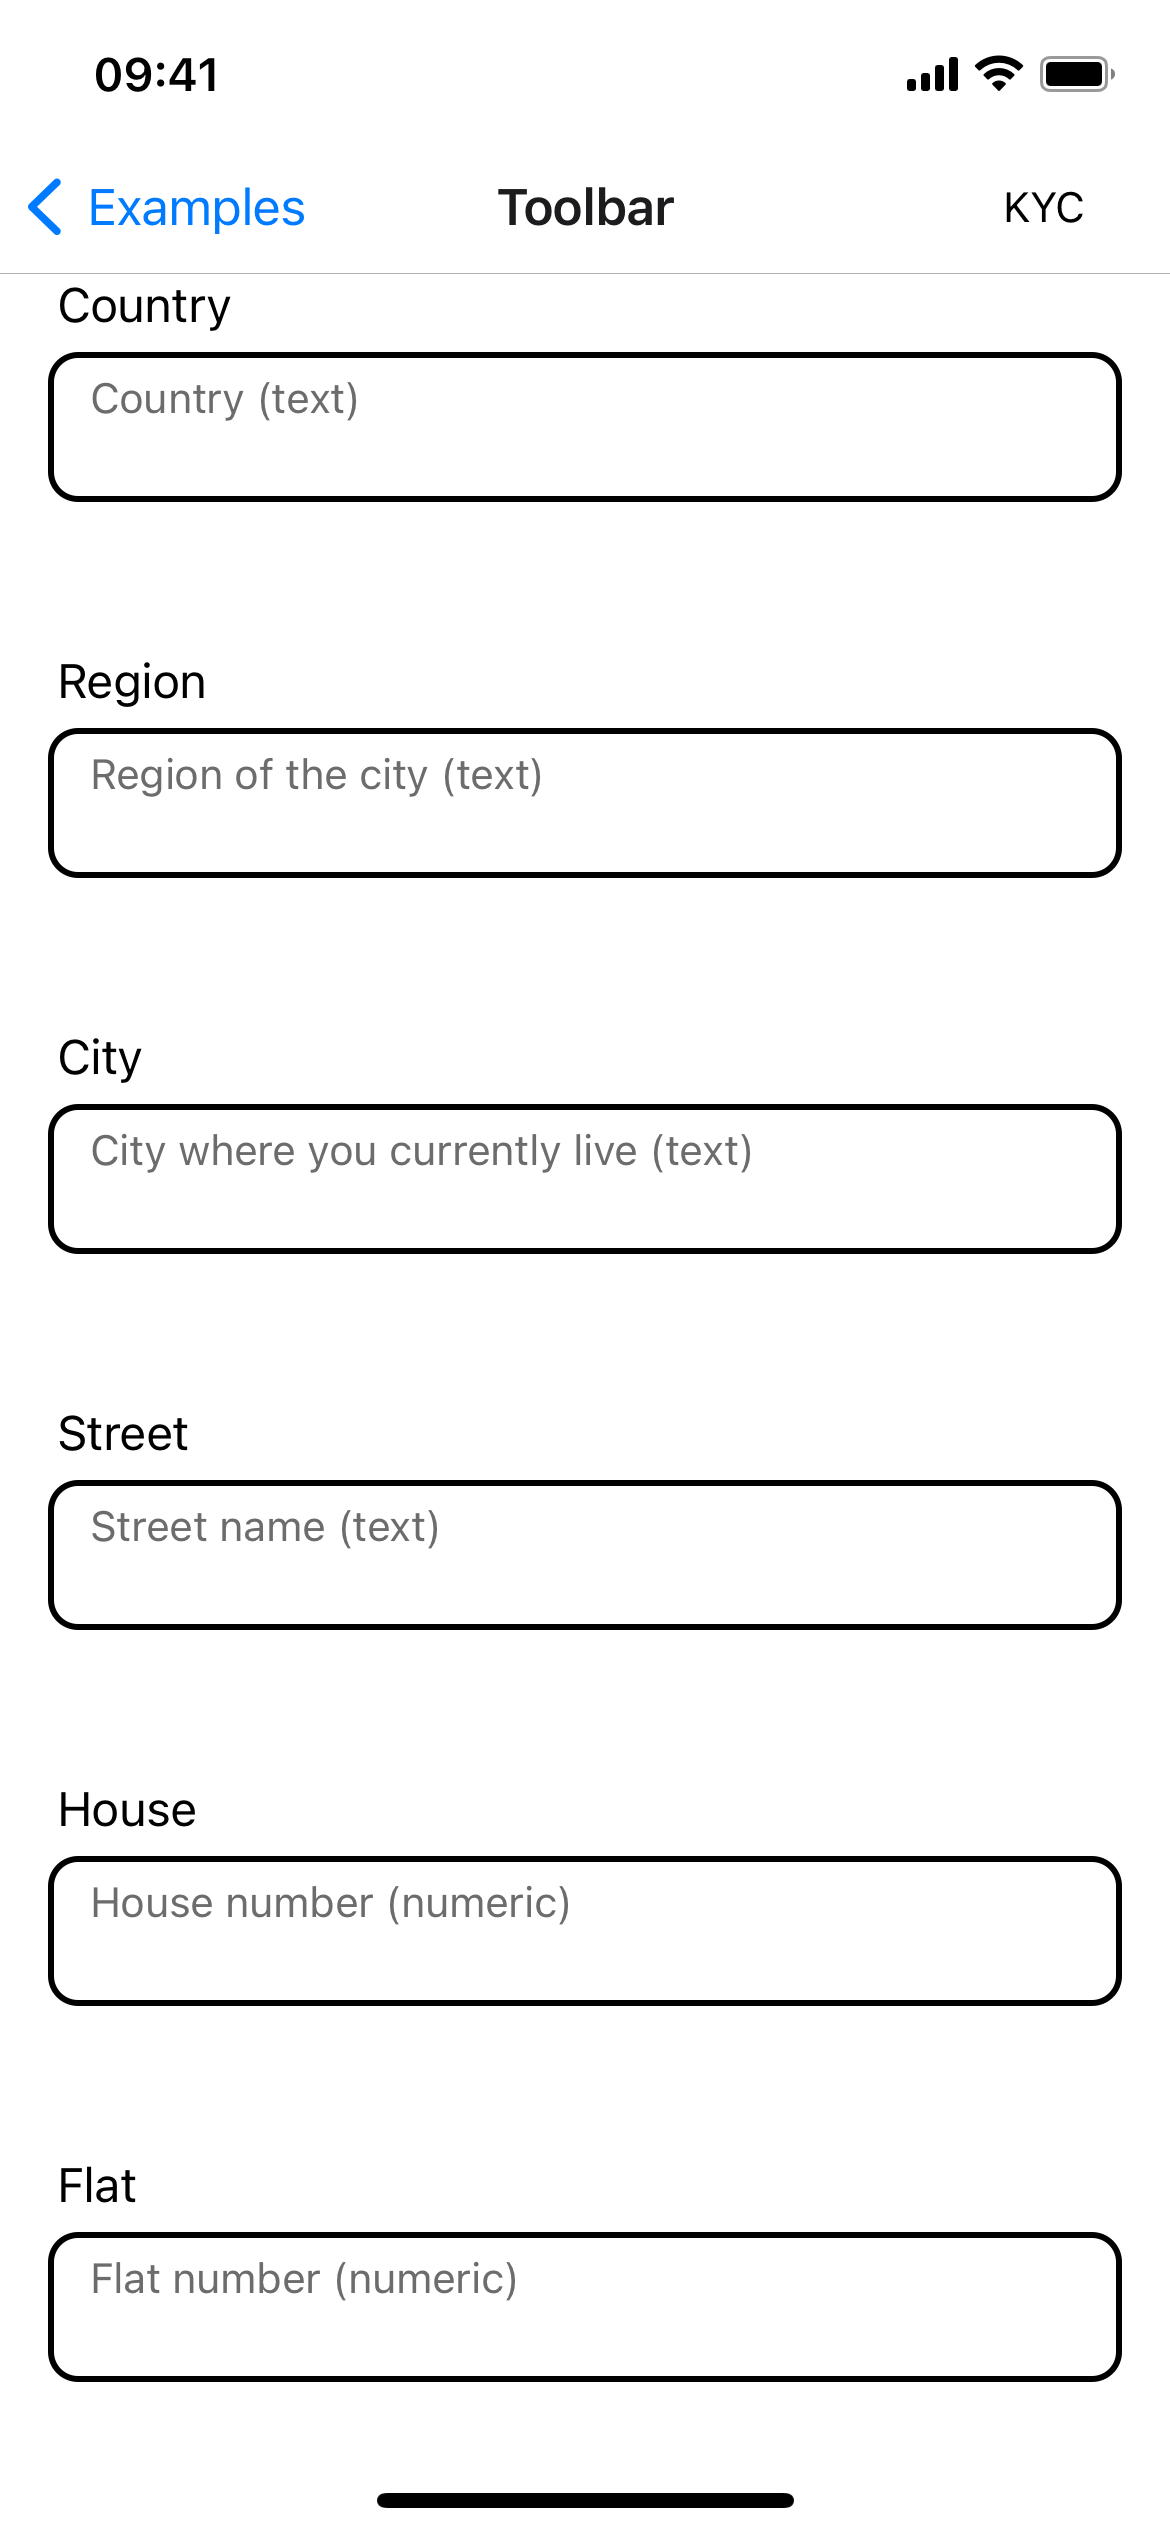 09:41
Examples
Toolbar
KYC
Country
Country (text)
Region
Region of the city (text)
City
City where you currently live (text)
Street
Street name (text)
House
House number (numeric)
Flat
Flat number (numeric)